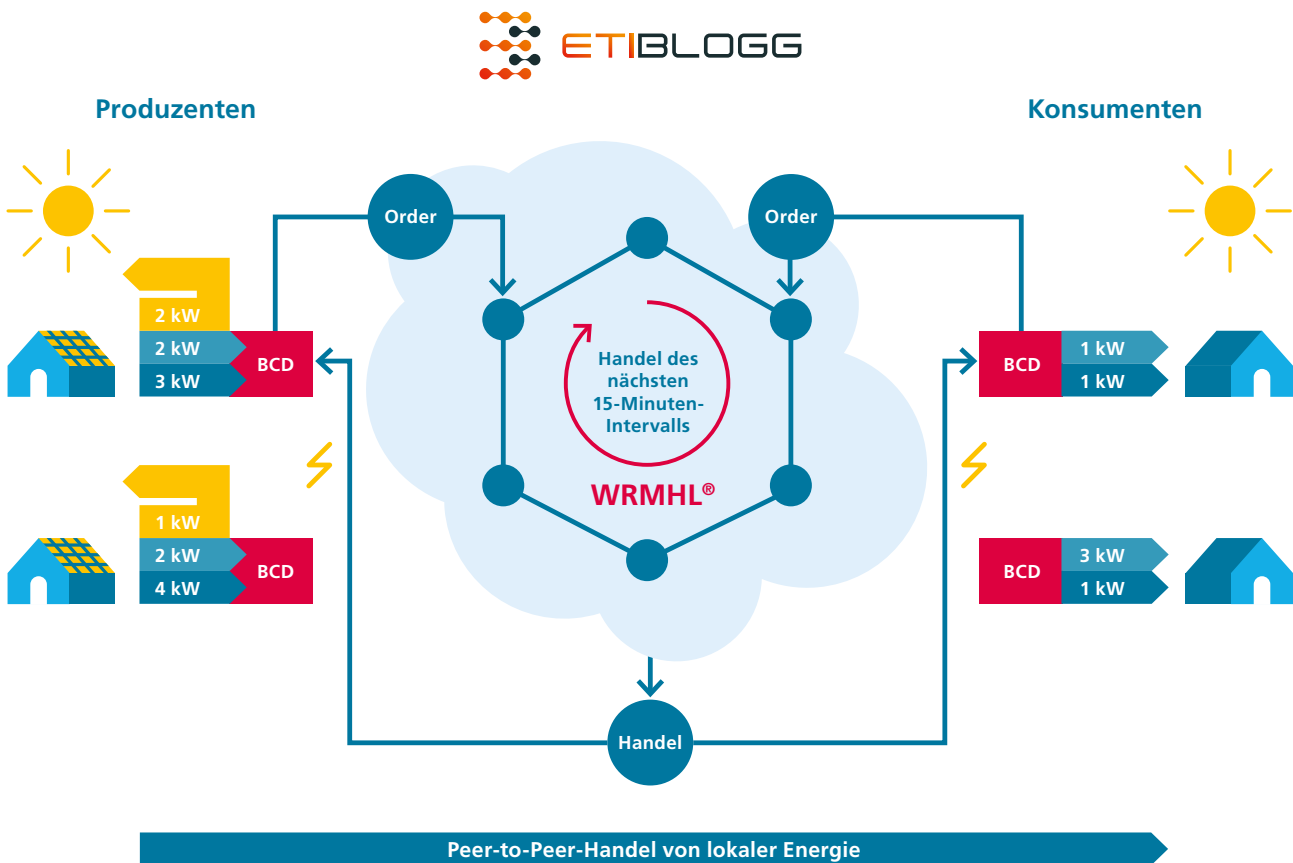 ETIBLOGG
Produzenten
Konsumenten
Order
Order
2 kW
2 kW
3 kW
BCD
Handel des
nächsten
15-Minuten-
Intervalls
WRMHL®
BCD
1 kW
1 kW
1 kW
2 kW
4 kW
BCD
BCD
3 kW
1 kW
Handel
Peer-to-Peer-Handel von lokaler Energie